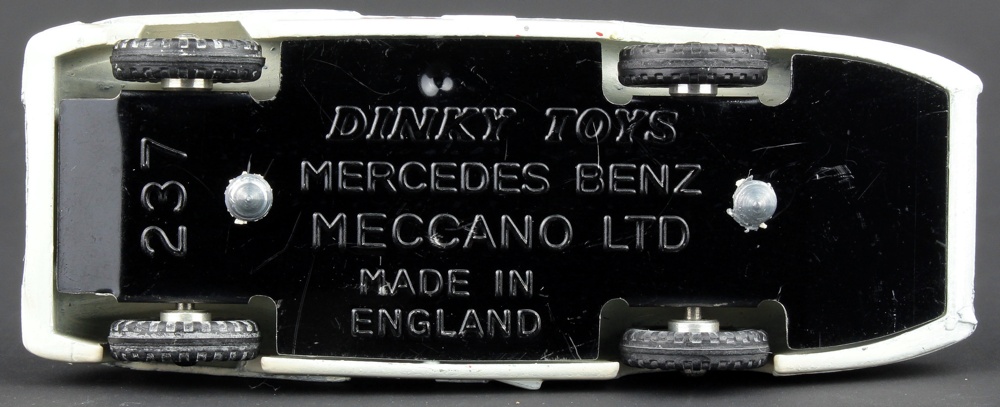 DINKY TOYS
MERCEDES BENZ
MECCANO LTD
MADE IN
ENGLAND
237